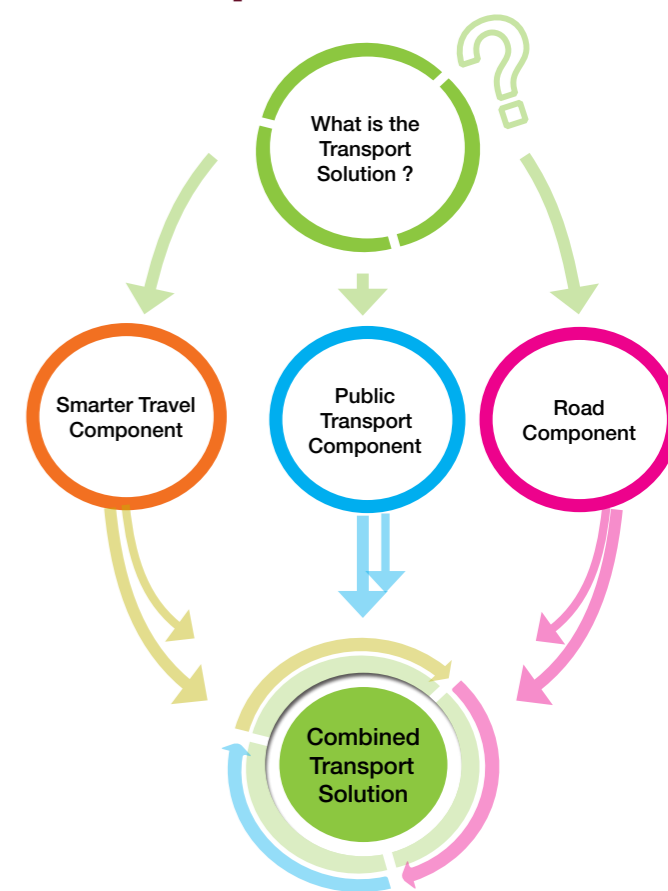 What is the
Transport
Solution ?
Smarter Travel
Component
Public
Transport
Component
Road
Component
Combined
Transport
Solution